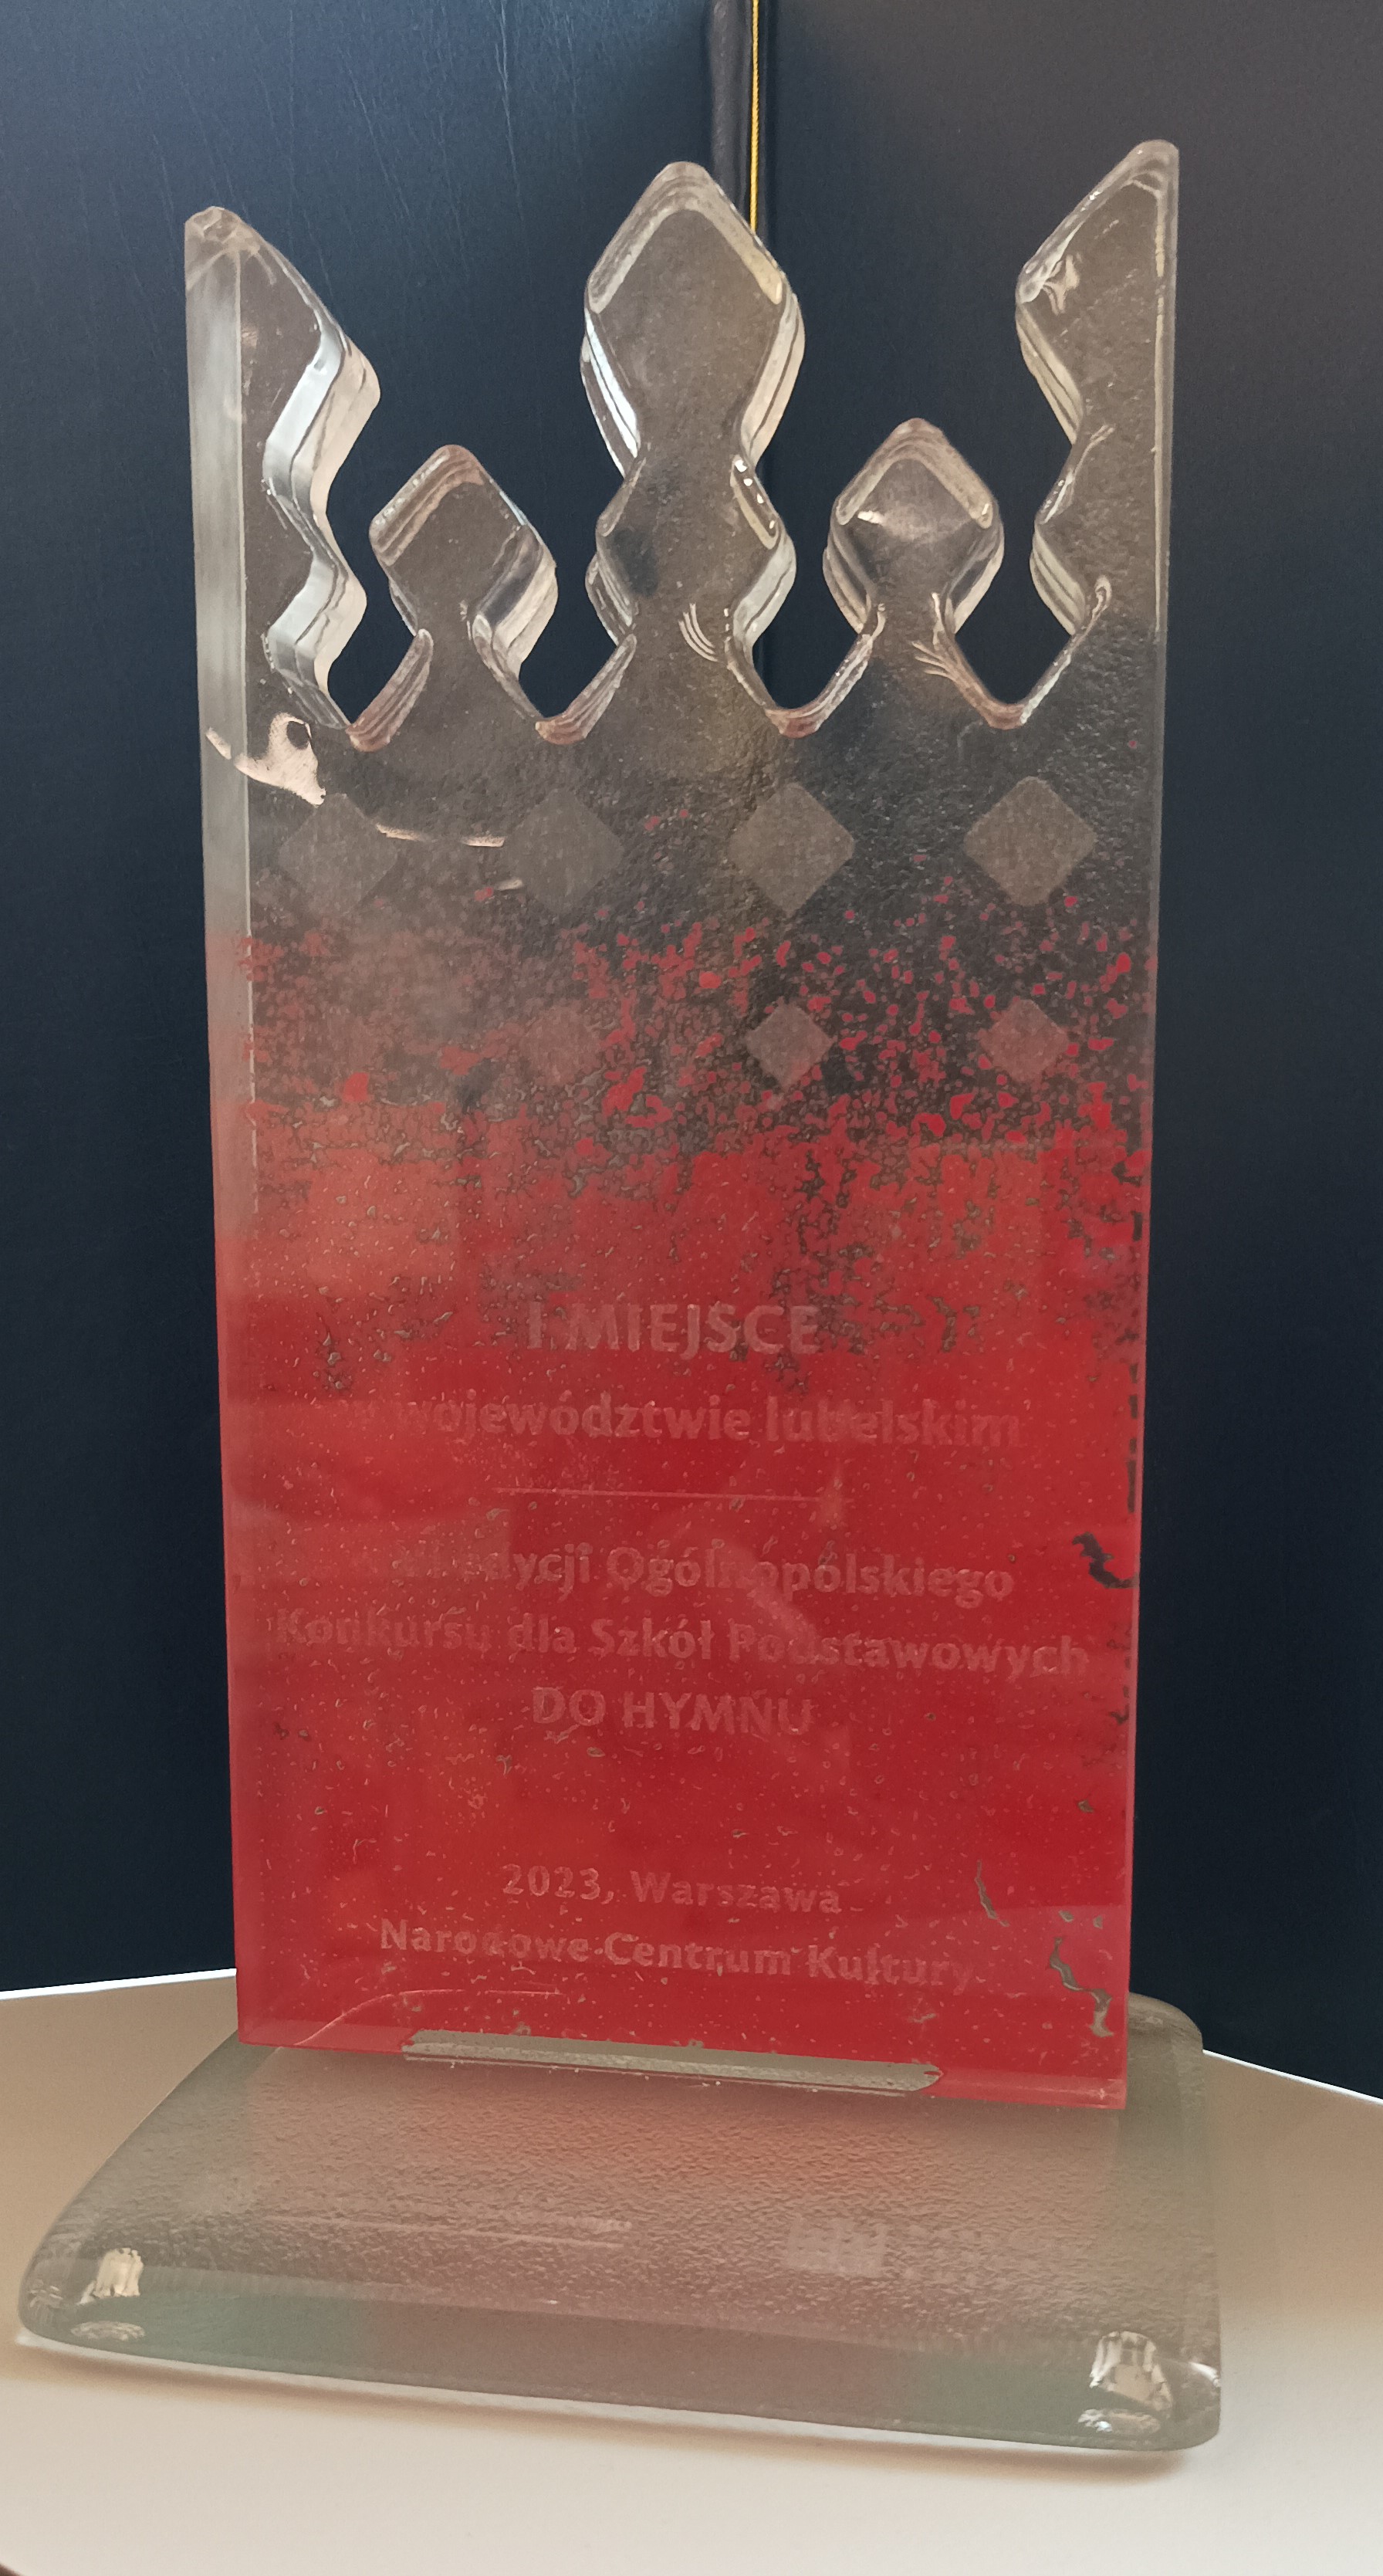 I MIEJSCE
województwie lubelskim
edycji Ogólnopolskiego
Konkursu dla Szkół Podstawowych
DO HYMNU
2023, Warszawa
Narodowe Centrum Kultury